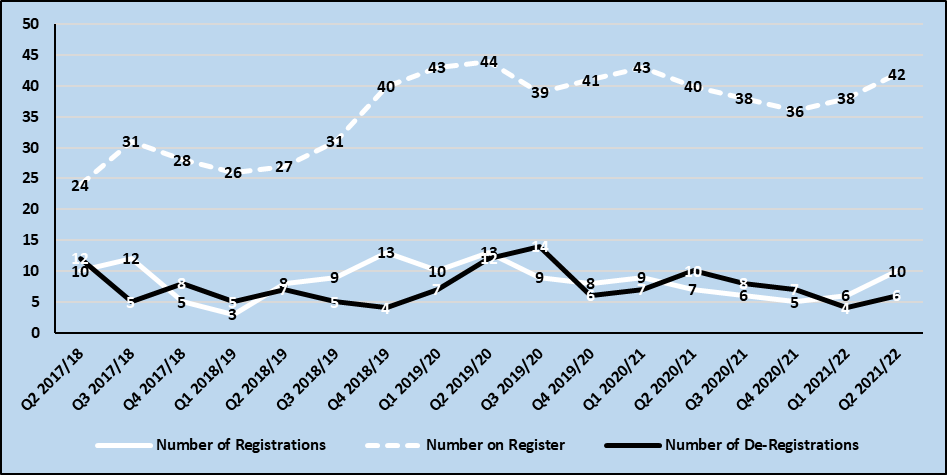 50
45
40
35
30
25
20
15
10
5
0
24 31 28 26 27 31 40 43 44 39 41 43 40 38 36 38 42
10 12 5 3 8 9 13 10 13 9 8 9 7 6 5 6 10
12 5 8 5 7 5 4 7 12 14 6 7 10 8 7 4 6
Q2 2017/18 Q3 2017/18 Q4 2017/18 Q1 2018/19 Q2 2018/19 Q3 2018/19 Q4 2018/19 Q1 2019/20 Q2 2019/20 Q3 2019/20 Q4 2019/20 Q1 2020/21 Q2 2020/21 Q3 2020/21 Q4 2020/21 Q1 2021/22 Q2 2021/22
Number of Registrations Number on Register Number of De-Registrations